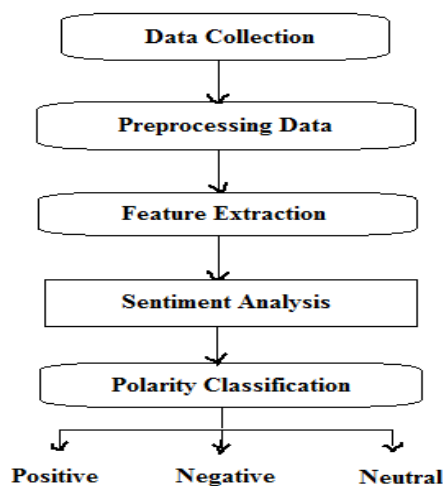 Data Collection
Preprocessing Data
Feature Extraction
Sentiment Analysis
Polarity Classification
Positive Negative Neutral